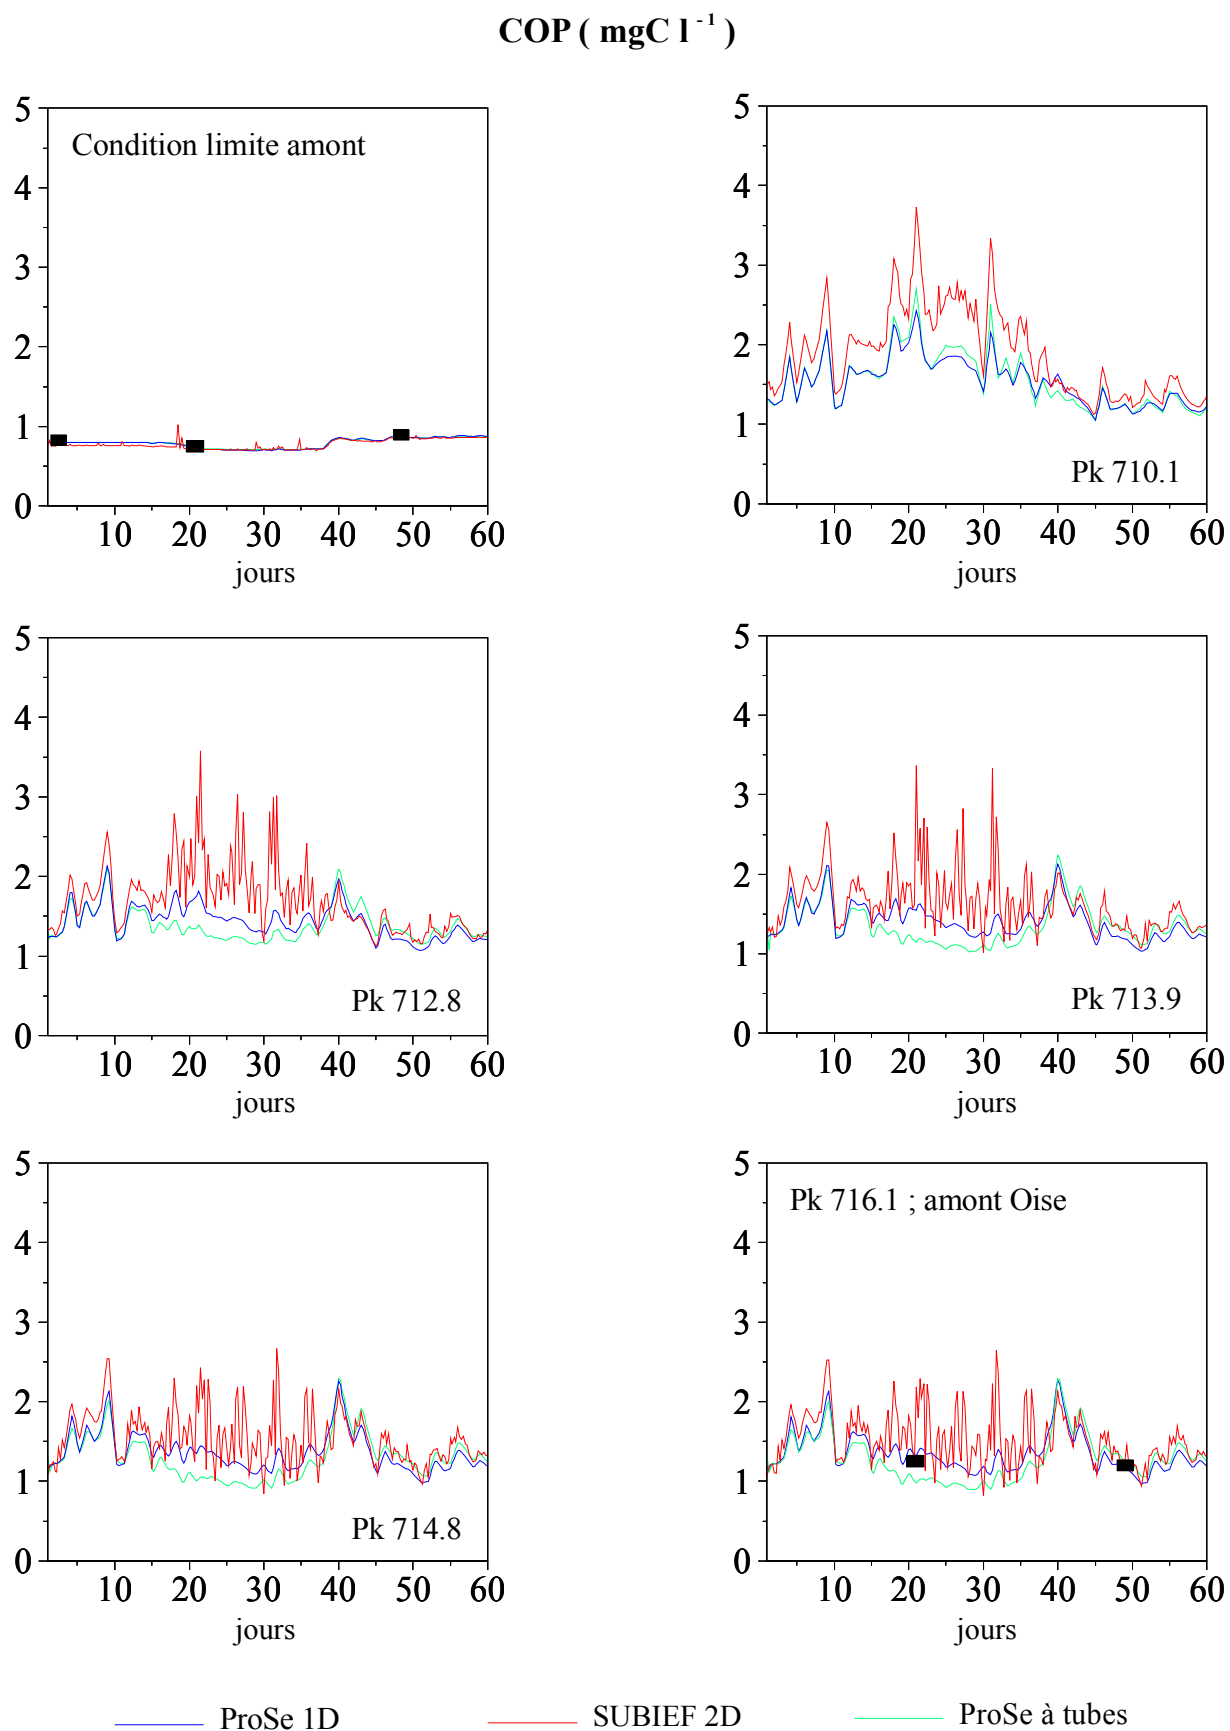 COP ( mgC l⁻¹ )
5
4
3
2
1
0
Condition limite amont
10 20 30 40 50 60
jours
5
4
3
2
1
0
Pk 710.1
10 20 30 40 50 60
jours
5
4
3
2
1
0
Pk 712.8
10 20 30 40 50 60
jours
5
4
3
2
1
0
Pk 713.9
10 20 30 40 50 60
jours
5
4
3
2
1
0
Pk 714.8
10 20 30 40 50 60
jours
5
4
3
2
1
0
Pk 716.1 ; amont Oise
10 20 30 40 50 60
jours
ProSe 1D SUBIEF 2D ProSe à tubes